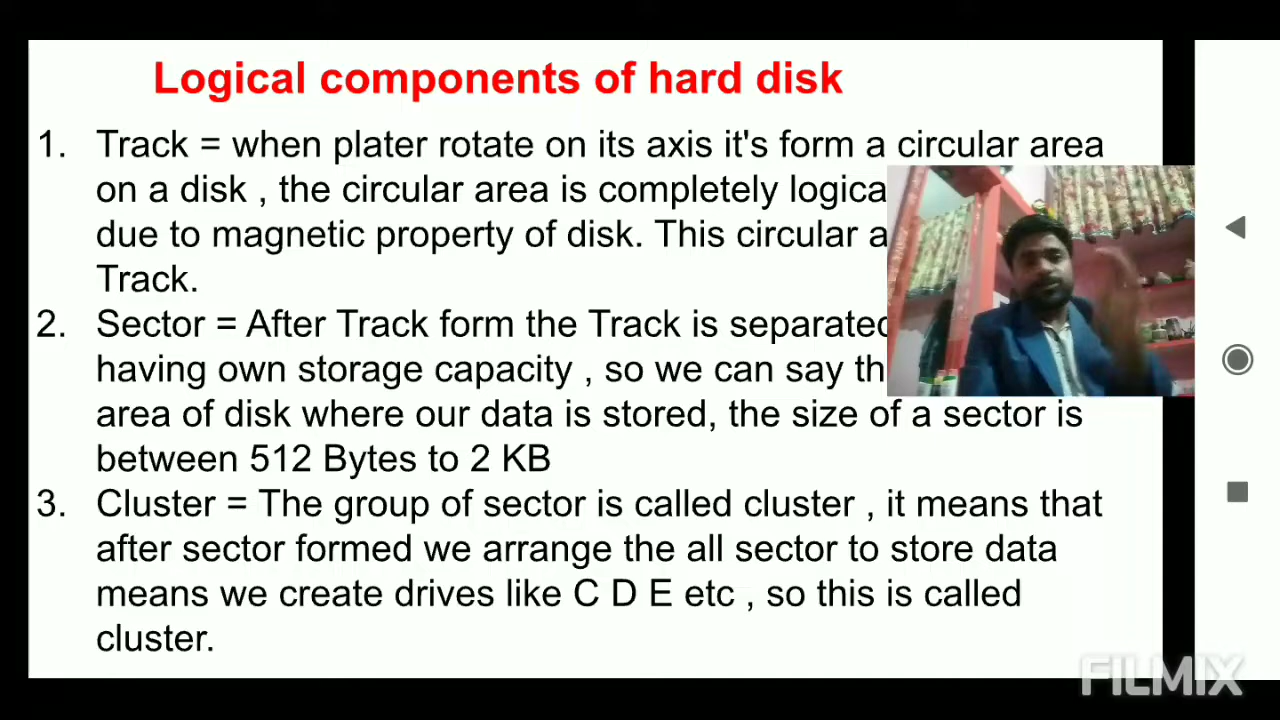 Logical components of hard disk
1. Track = when plater rotate on its axis it's form a circular area
on a disk , the circular area is completely logica
due to magnetic property of disk. This circular a
Track.
2. Sector = After Track form the Track is separated
having own storage capacity , so we can say th
area of disk where our data is stored, the size of a sector is
between 512 Bytes to 2 KB
3. Cluster = The group of sector is called cluster , it means that
after sector formed we arrange the all sector to store data
means we create drives like C D E etc , so this is called
cluster.
FILMIX